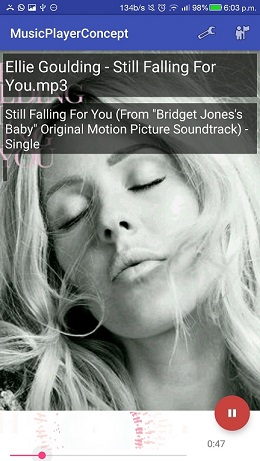 134b/s 98% 6:03 p.m.
MusicPlayerConcept
Ellie Goulding - Still Falling For
You.mp3
Still Falling For You (From "Bridget Jones's
Baby" Original Motion Picture Soundtrack) -
Single
0:47